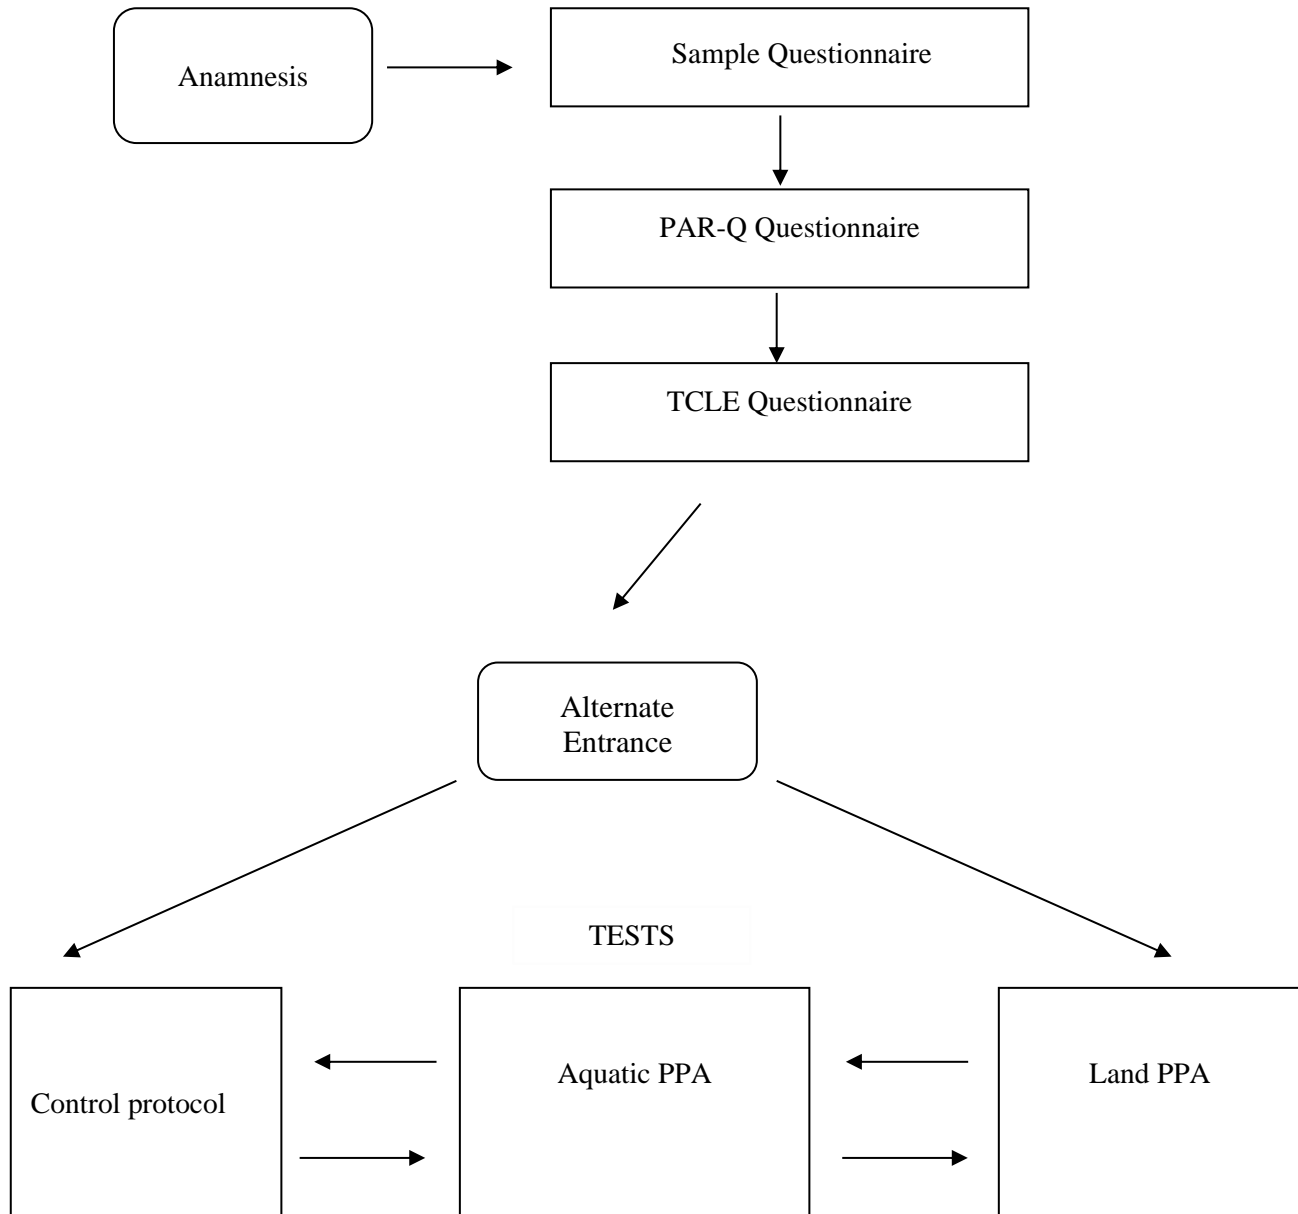 Anamnesis
Sample Questionnaire
PAR-Q Questionnaire
TCLE Questionnaire
Alternate
Entrance
TESTS
Control protocol
Aquatic PPA
Land PPA